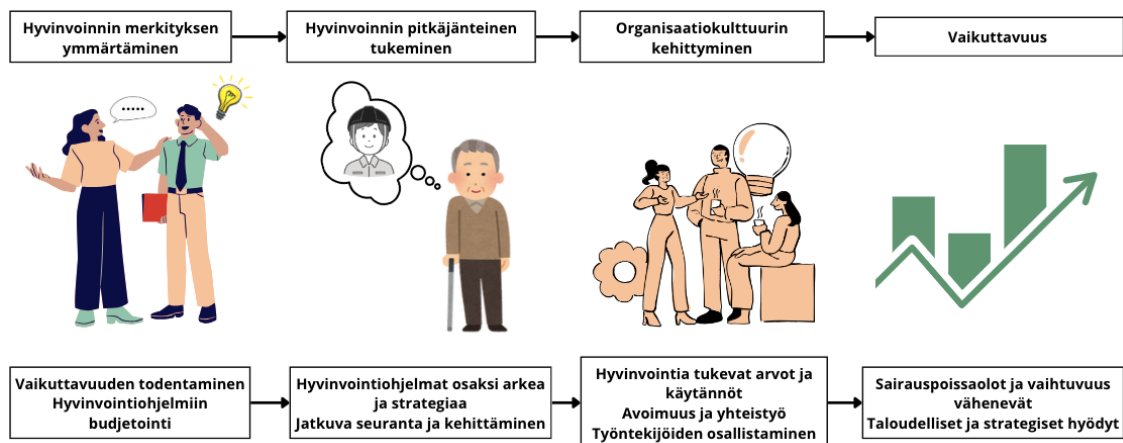 Hyvinvoinnin merkityksen
ymmärtäminen
Hyvinvoinnin pitkäjänteinen
tukeminen
Organisaatiokulttuurin
kehittyminen
Vaikuttavuus
.....
Vaikuttavuuden todentaminen
Hyvinvointiohjelmiin
budjetointi
Hyvinvointiohjelmat osaksi arkea
ja strategiaa
Jatkuva seuranta ja kehittäminen
Hyvinvointia tukevat arvot ja
käytännöt
Avoimuus ja yhteistyö
Työntekijöiden osallistaminen
Sairauspoissaolot ja vaihtuvuus
vähenevät
Taloudelliset ja strategiset hyödyt